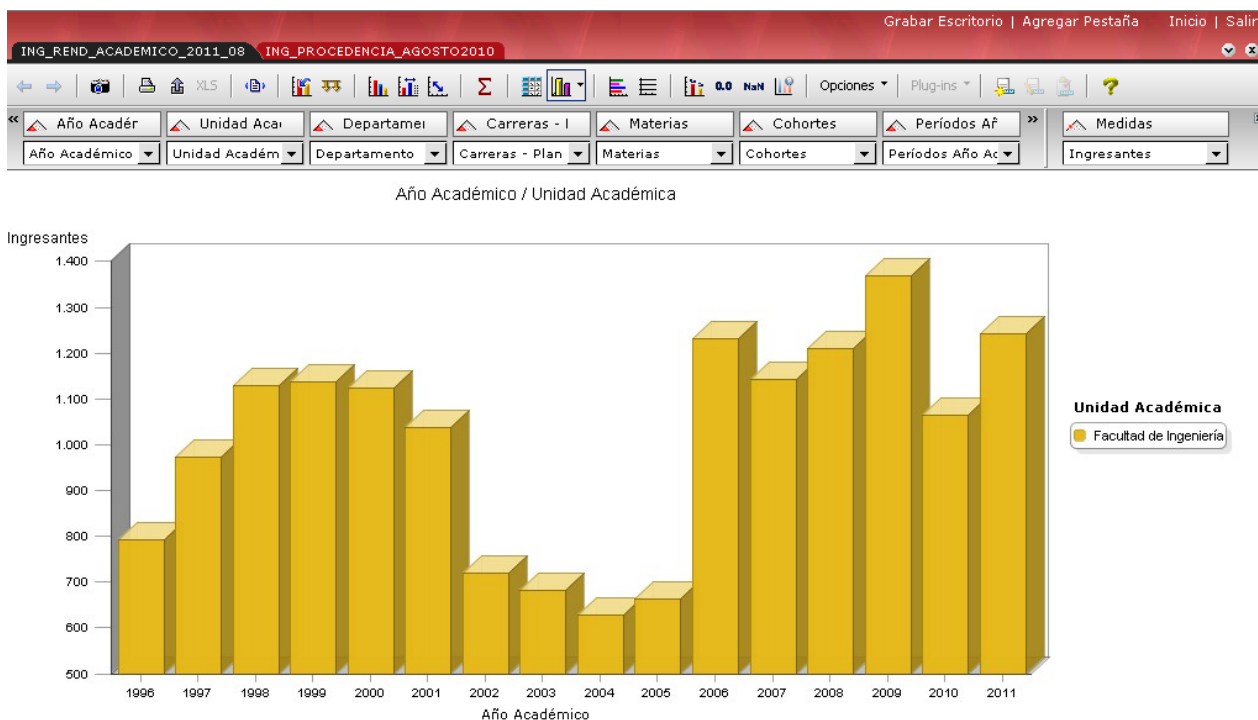 Grabar Escritorio | Agregar Pestaña Inicio | Salir
ING_REND_ACADEMICO_2011_08 ING_PROCEDENCIA_AGOSTO2010
XLS 0.0 NaN Opciones Plug-ins ?
Año Acadér Unidad Aca Departamer Carreras - I Materias Cohortes Períodos Añ Medidas
Año Académico Unidad Académ Departamento Carreras - Plan Materias Cohortes Períodos Año Ac Ingresantes
Año Académico / Unidad Académica
Ingresantes
1.400
1.300
1.200
1.100
1.000
900
800
700
600
500
Unidad Académica
Facultad de Ingeniería
1996 1997 1998 1999 2000 2001 2002 2003 2004 2005 2006 2007 2008 2009 2010 2011
Año Académico